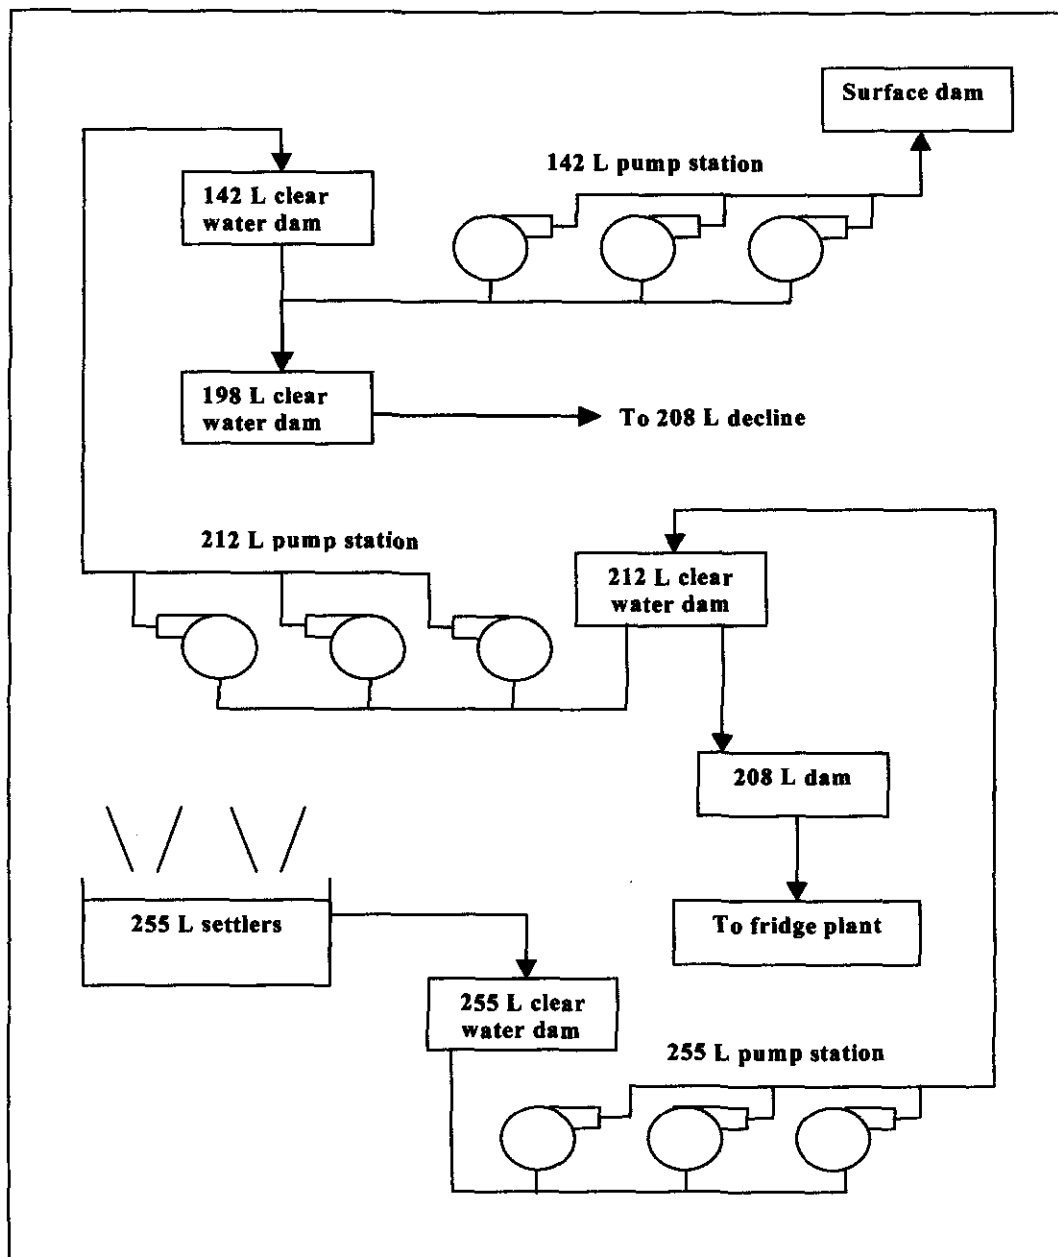 Surface dam
142 L pump station
142 L clear
water dam
198 L clear
water dam
To 208 L decline
212 L pump station
212 L clear
water dam
208 L dam
255 L settlers
To fridge plant
255 L clear
water dam
255 L pump station